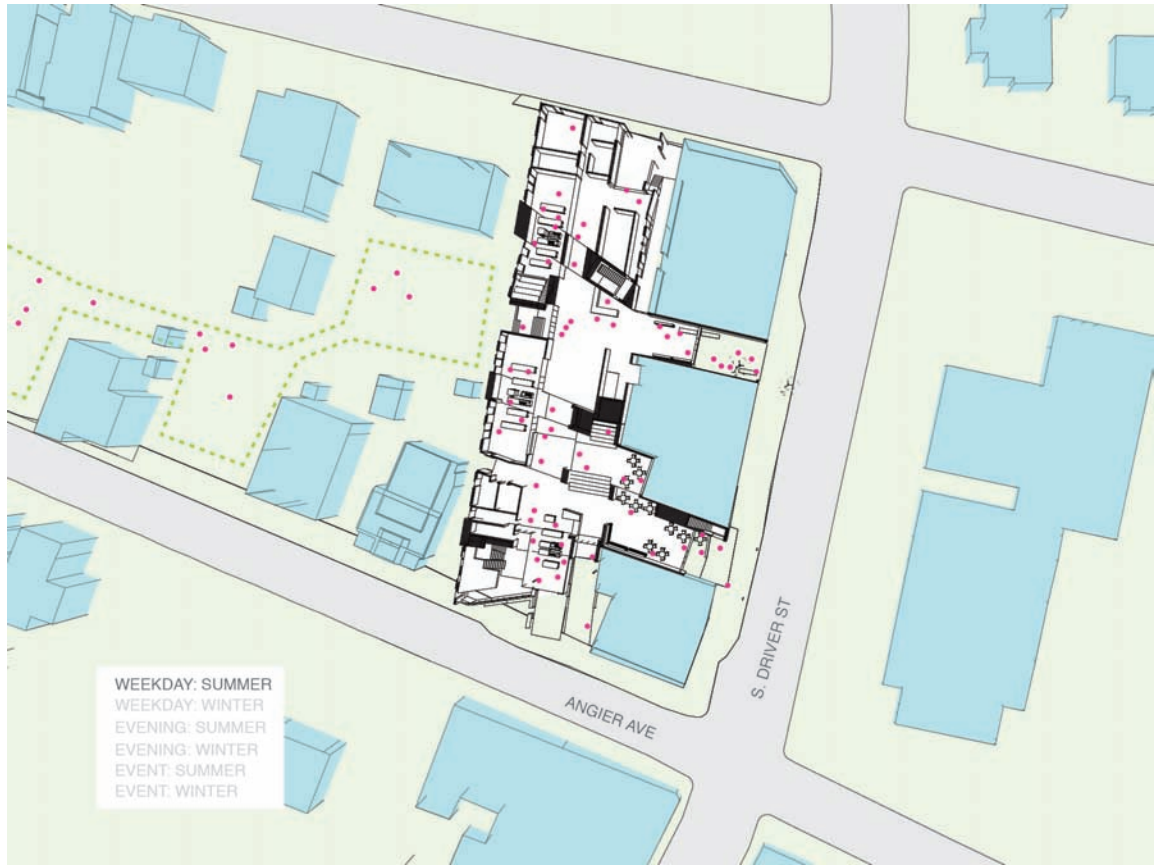 S. DRIVER ST
ANGIER AVE
WEEKDAY: SUMMER
WEEKDAY: WINTER
EVENING: SUMMER
EVENING: WINTER
EVENT: SUMMER
EVENT: WINTER